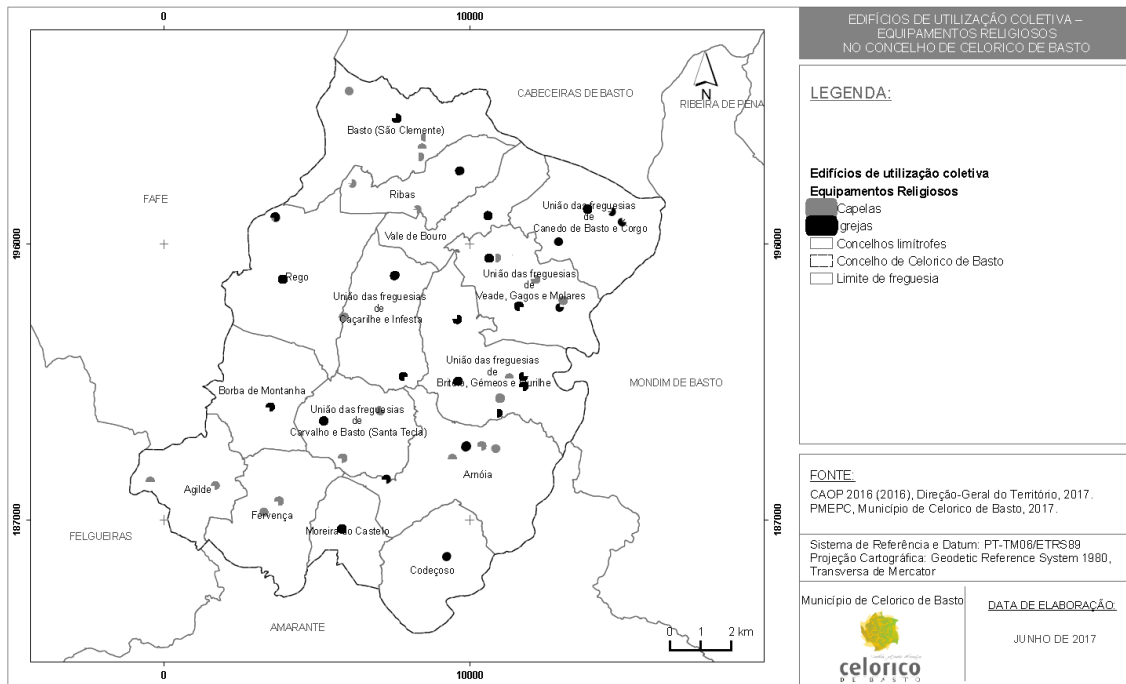 0
10000
EDIFÍCIOS DE UTILIZAÇÃO COLETIVA –
EQUIPAMENTOS RELIGIOSOS
NO CONCELHO DE CELORICO DE BASTO
N
CABECEIRAS DE BASTO
RIBEIRA DE PENA
LEGENDA:
Basto (São Clemente)
Edifícios de utilização coletiva
Equipamentos Religiosos
Capelas
Igrejas
Concelhos limítrofes
Concelho de Celorico de Basto
Limite de freguesia
FAFE
Ribas
União das freguesias
de
Canedo de Basto e Corgo
Vale de Bouro
196000
196000
Rego
União das freguesias
de
Veade, Gagos e Molares
União das freguesias
de
Caçarilhe e Infesta
União das freguesias
de
Britelo, Gémeos e Ourilhe
MONDIM DE BASTO
Borba de Montanha
União das freguesias
de
Carvalho e Basto (Santa Tecla)
Arnóia
Agilde
Fervença
187000
187000
FELGUEIRAS
Moreira do Castelo
Codeçoso
AMARANTE
0 1 2 km
0
10000
FONTE:
CAOP 2016 (2016), Direção-Geral do Território, 2017.
PMEPC, Município de Celorico de Basto, 2017.
Sistema de Referência e Datum: PT-TM06/ETRS89
Projeção Cartográfica: Geodetic Reference System 1980,
Transversa de Mercator
Município de Celorico de Basto
celorico
DE BASTO
DATA DE ELABORAÇÃO:
JUNHO DE 2017